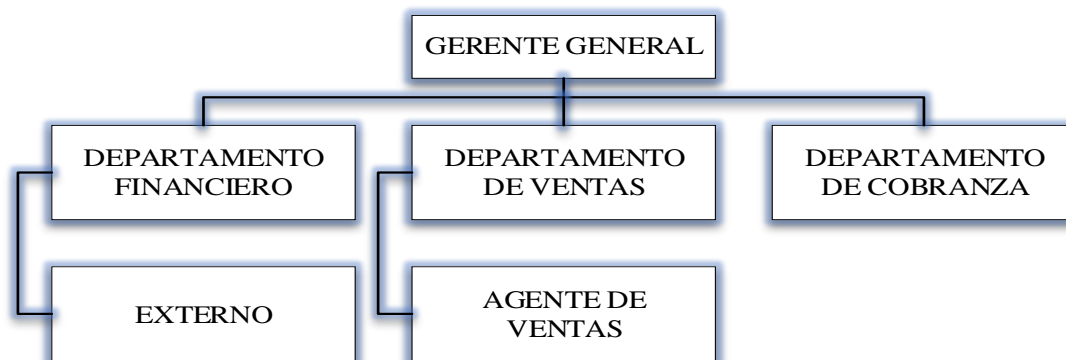 GERENTE GENERAL
DEPARTAMENTO
FINANCIERO
DEPARTAMENTO
DE VENTAS
DEPARTAMENTO
DE COBRANZA
EXTERNO
AGENTE DE
VENTAS